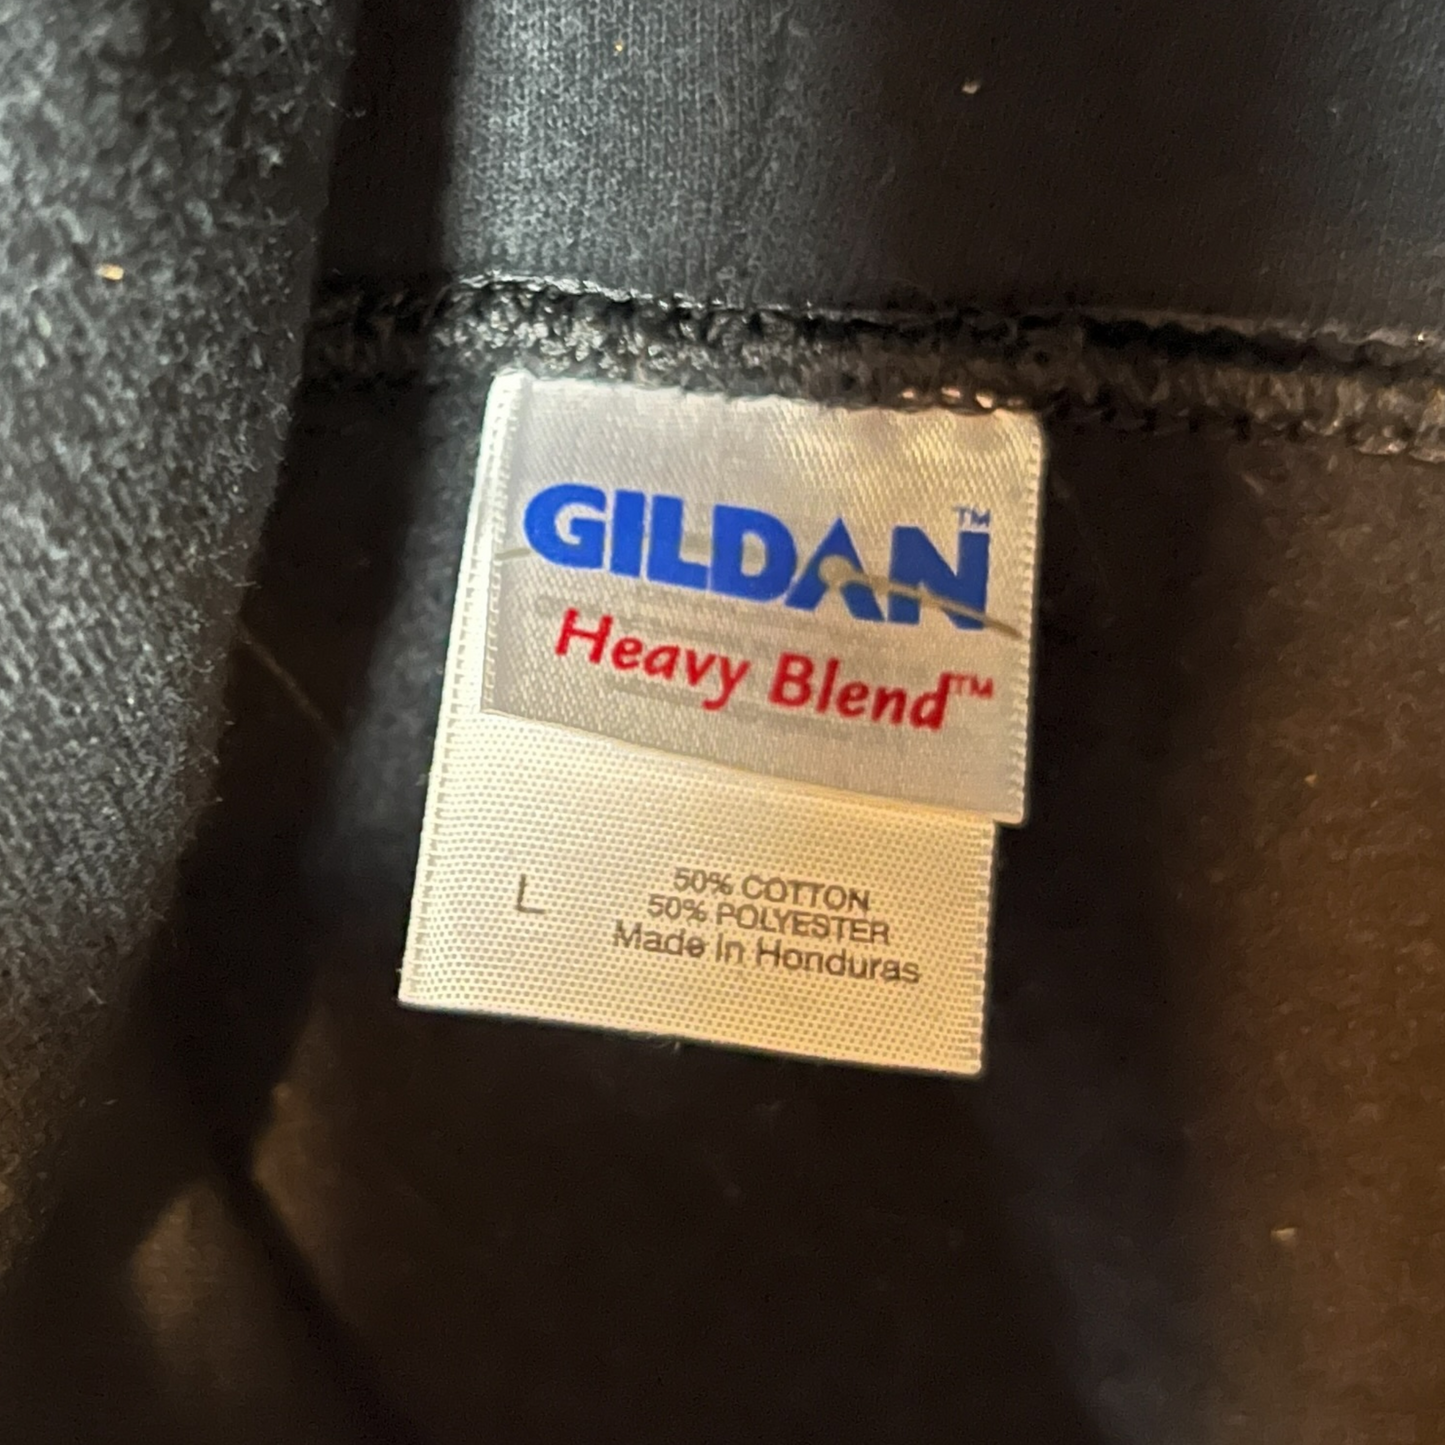 GILDAN™
Heavy Blend™
L
50% COTTON
50% POLYESTER
Made in Honduras